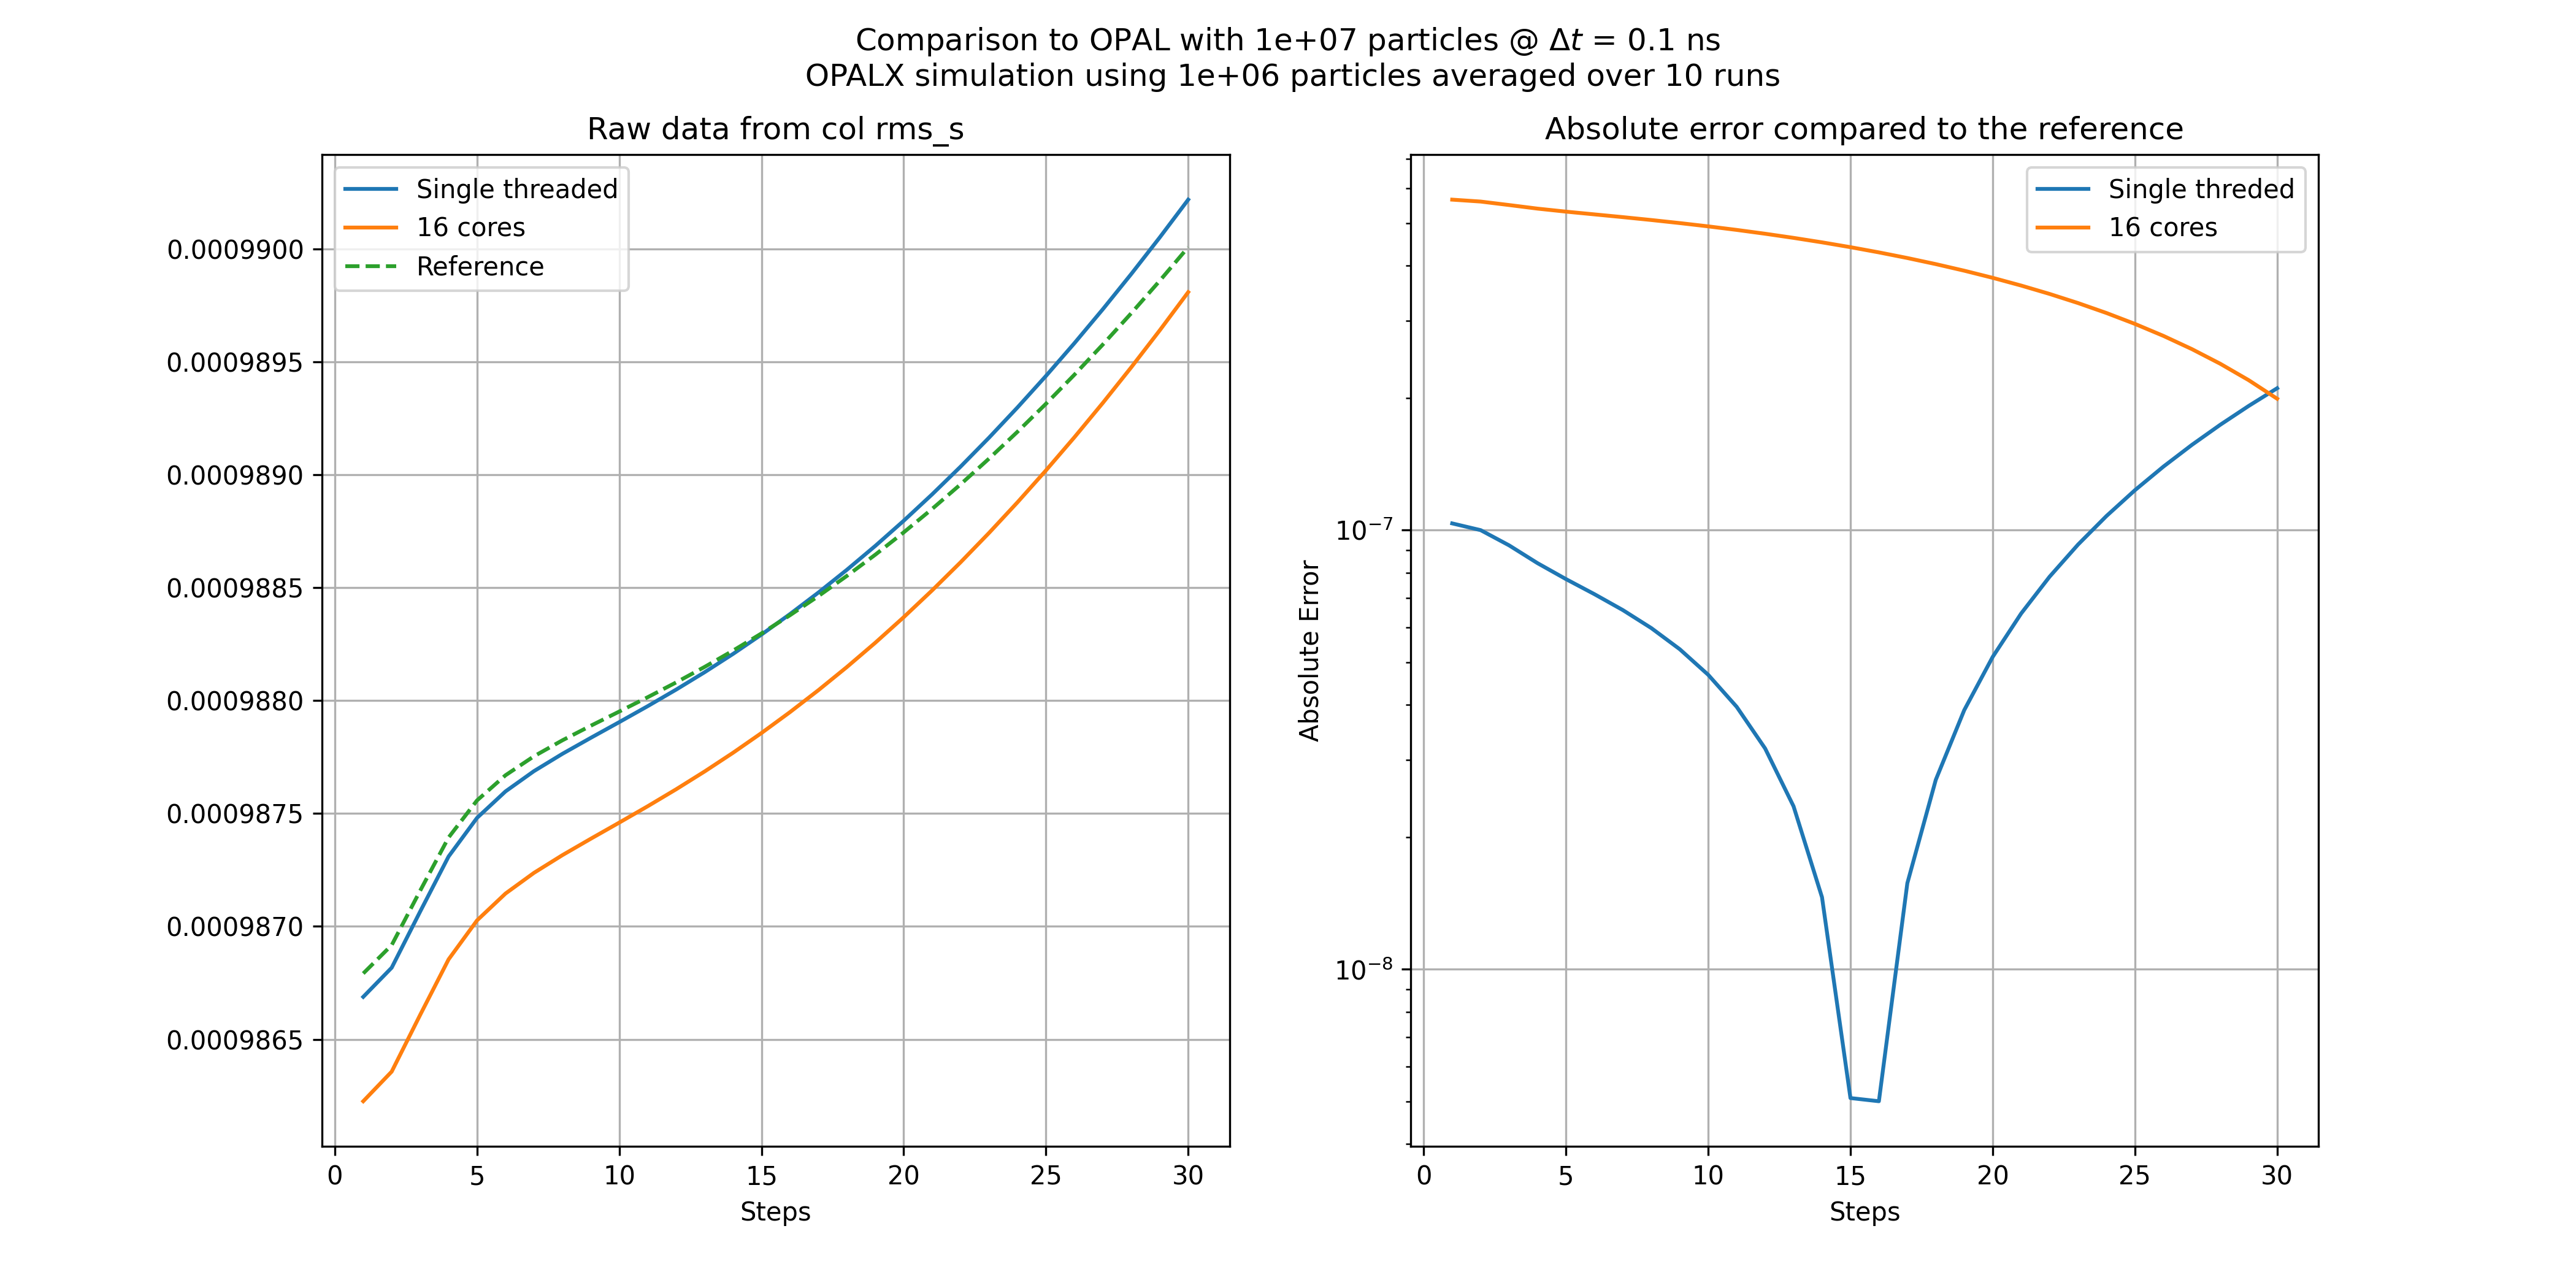 Comparison to OPAL with 1e+07 particles @ Δt = 0.1 ns
OPALX simulation using 1e+06 particles averaged over 10 runs
Raw data from col rms_s
Single threaded
16 cores
Reference
0.0009900
0.0009895
0.0009890
0.0009885
0.0009880
0.0009875
0.0009870
0.0009865
0 5 10 15 20 25 30
Steps
Absolute error compared to the reference
Single threded
16 cores
Absolute Error
10⁻⁷
10⁻⁸
0 5 10 15 20 25 30
Steps